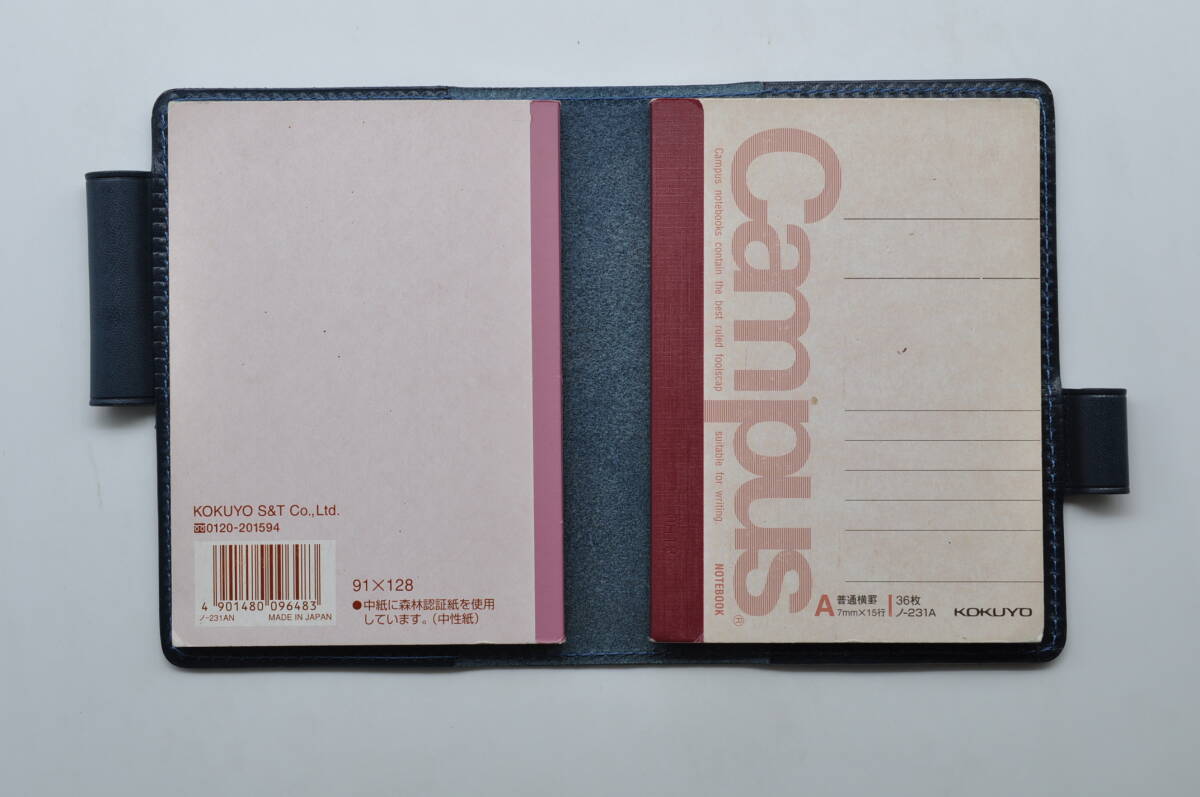 KOKUYO S&T Co.,Ltd.
0120-201594
4 901480 096483
ノ-231AN MADE IN JAPAN
91×128
●中紙に森林認証紙を使用
しています。(中性紙)
Campus
Campus notebooks contain the best ruled foolscap suitable for writing.
NOTEBOOK
®
A 普通横罫 36枚
7mm×15行 ノ-231A
KOKUYO